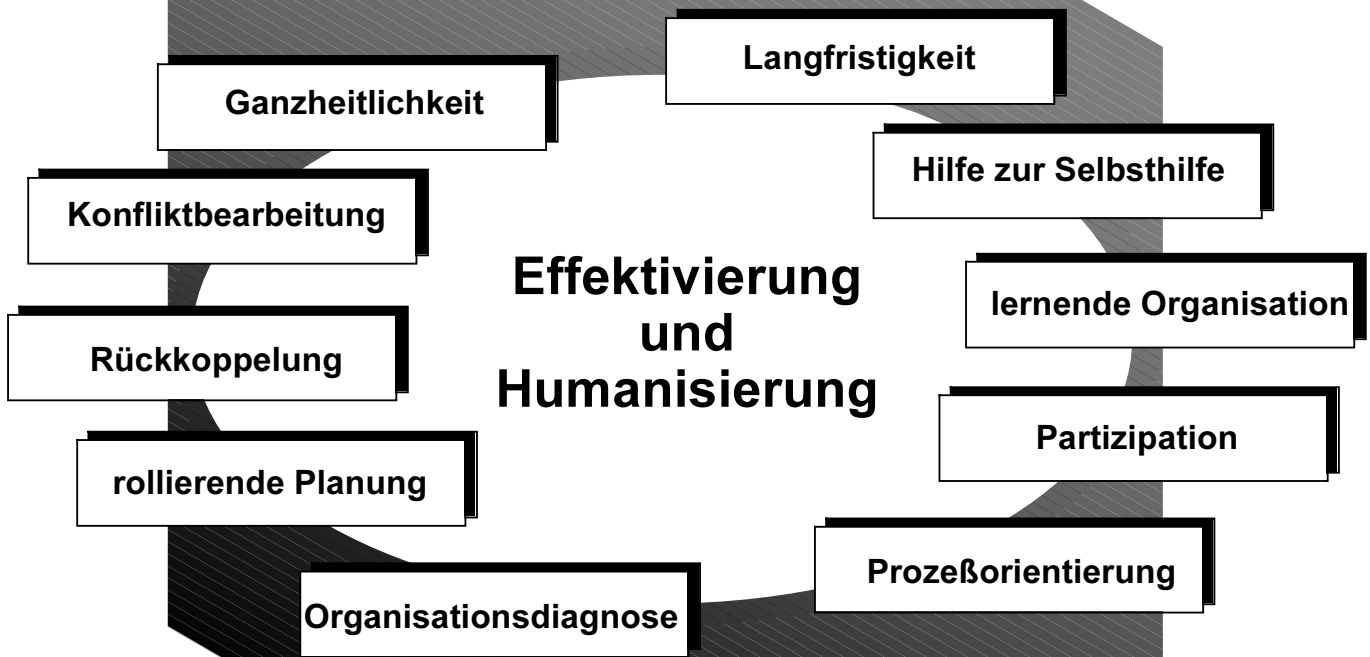 Langfristigkeit
Ganzheitlichkeit
Hilfe zur Selbsthilfe
Konfliktbearbeitung
Effektivierung
und
Humanisierung
lernende Organisation
Rückkoppelung
Partizipation
rollierende Planung
Prozeßorientierung
Organisationsdiagnose